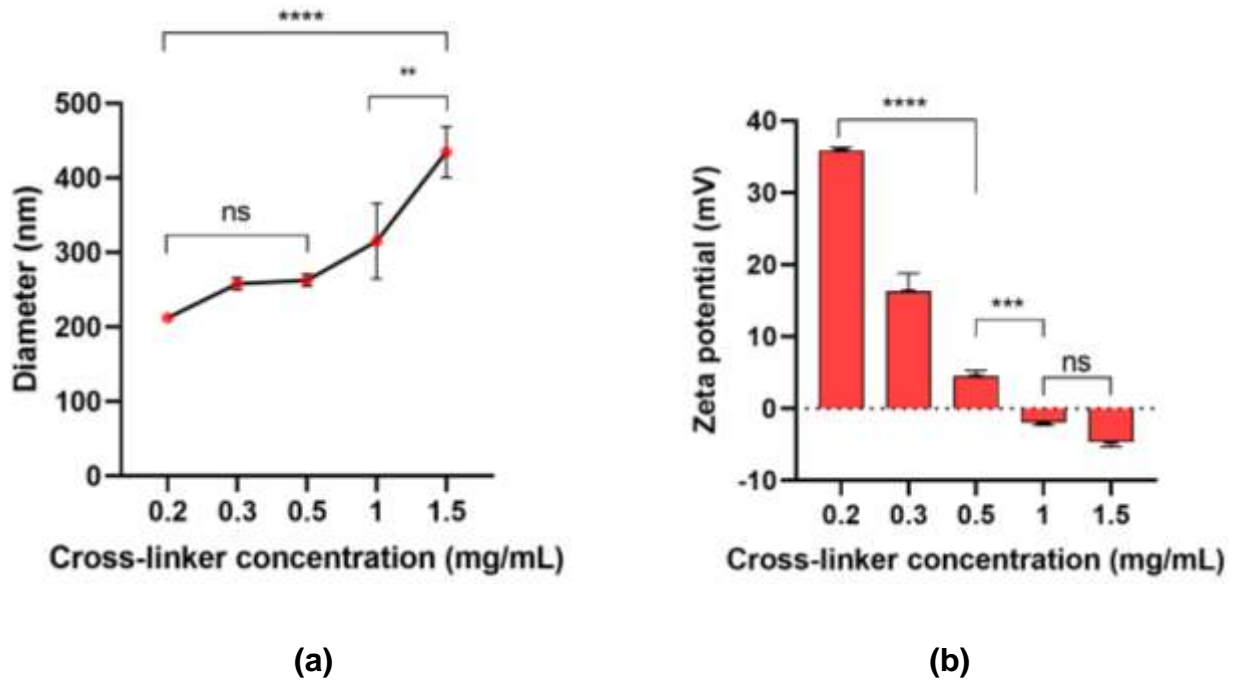 ****
**
500
400
300
200
100
0
ns
Diameter (nm)
0.2 0.3 0.5 1 1.5
Cross-linker concentration (mg/mL)
(a)
****
40
30
20
10
0
-10
***
ns
Zeta potential (mV)
0.2 0.3 0.5 1 1.5
Cross-linker concentration (mg/mL)
(b)